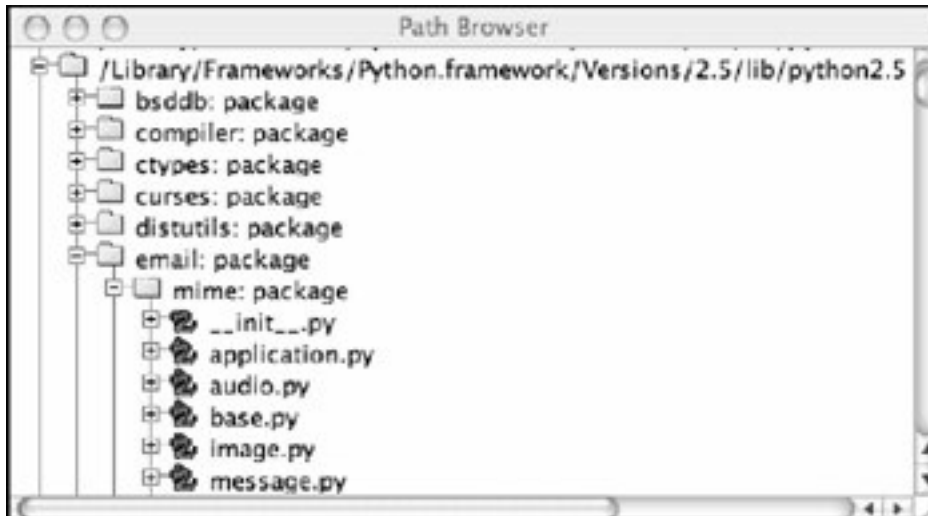 Path Browser
/Library/Frameworks/Python.framework/Versions/2.5/lib/python2.5
bsddb: package
compiler: package
ctypes: package
curses: package
distutils: package
email: package
mime: package
__init__.py
application.py
audio.py
base.py
image.py
message.py